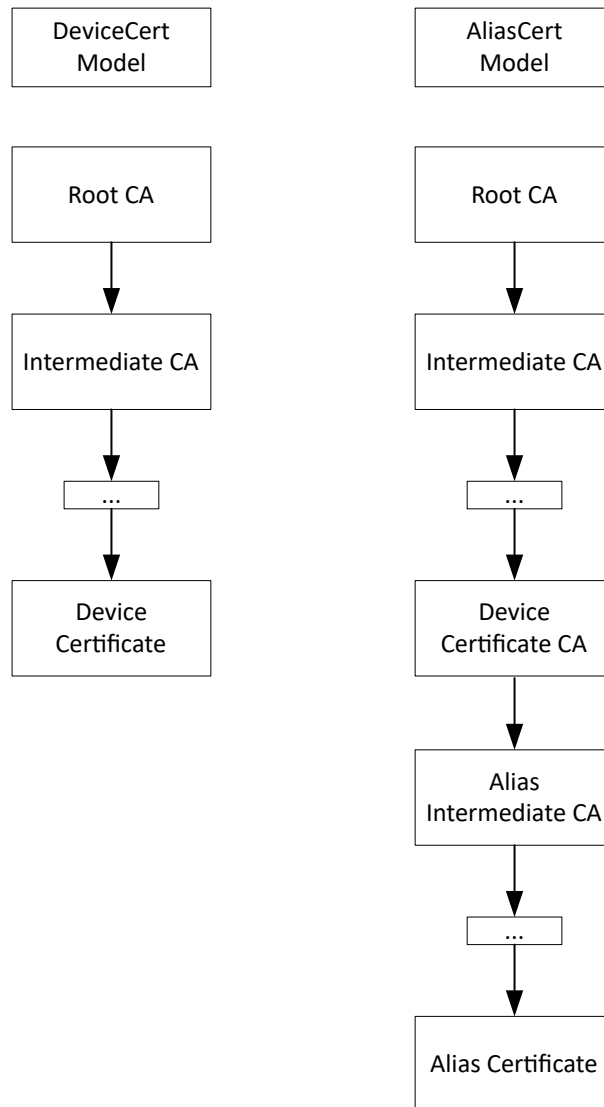 DeviceCert
Model
Root CA
Intermediate CA
...
Device
Certificate
AliasCert
Model
Root CA
Intermediate CA
...
Device
Certificate CA
Alias
Intermediate CA
...
Alias Certificate